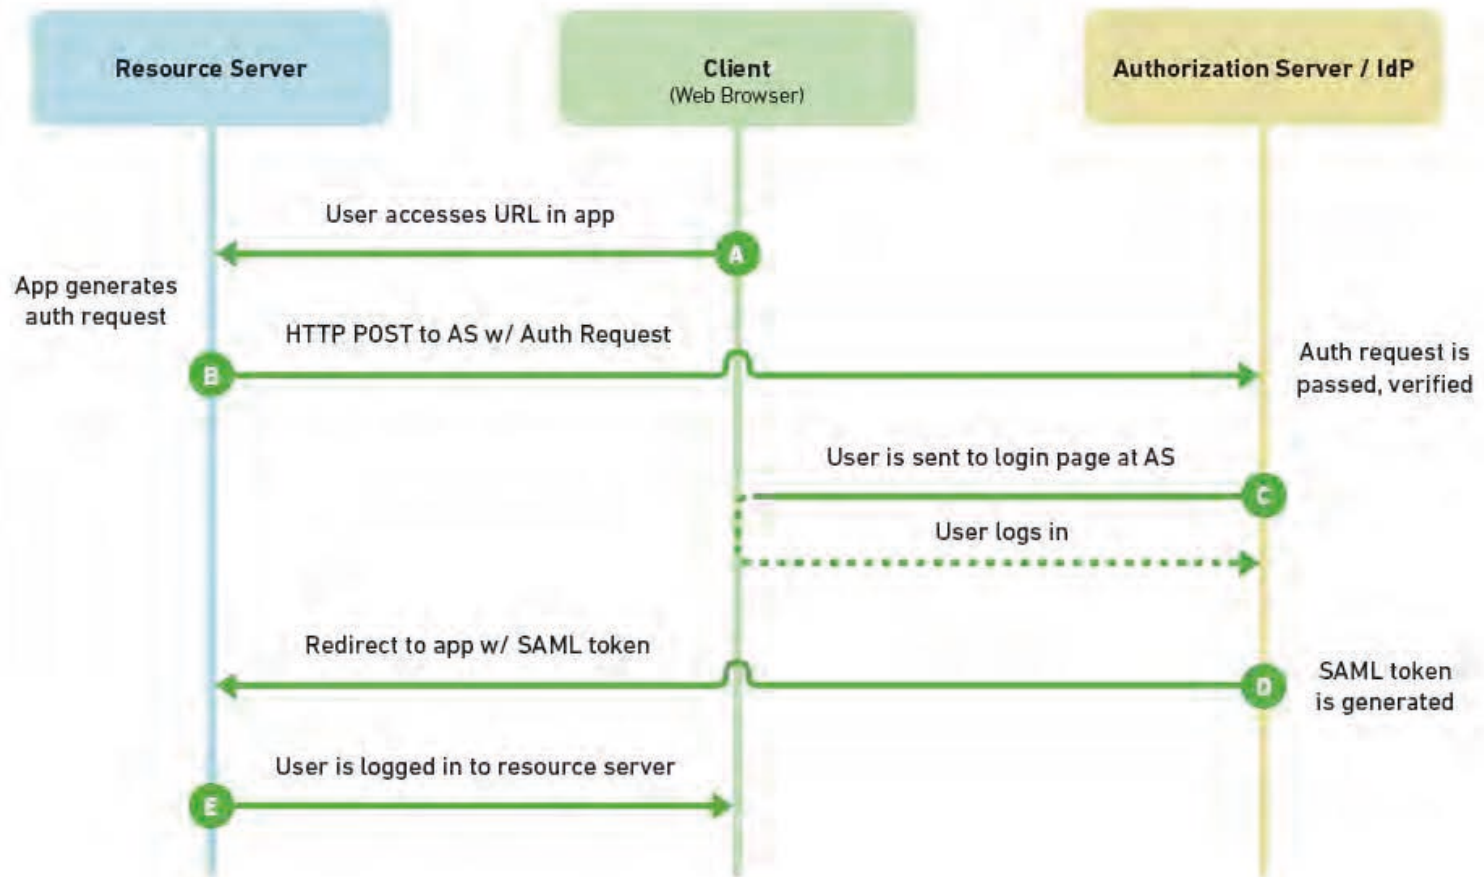 Resource Server
Client
(Web Browser)
Authorization Server / IdP
User accesses URL in app
A
App generates
auth request
HTTP POST to AS w/ Auth Request
B
Auth request is
passed, verified
User is sent to login page at AS
C
User logs in
Redirect to app w/ SAML token
D
SAML token
is generated
User is logged in to resource server
E